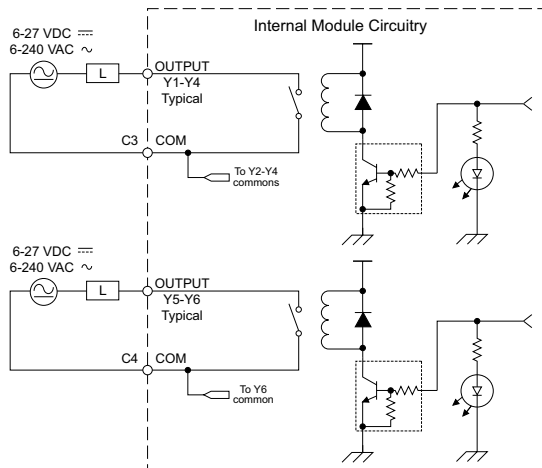 Internal Module Circuitry
6-27 VDC ⎓
6-240 VAC ∼
L
OUTPUT
Y1-Y4
Typical
C3
COM
To Y2-Y4
commons
6-27 VDC ⎓
6-240 VAC ∼
L
OUTPUT
Y5-Y6
Typical
C4
COM
To Y6
common